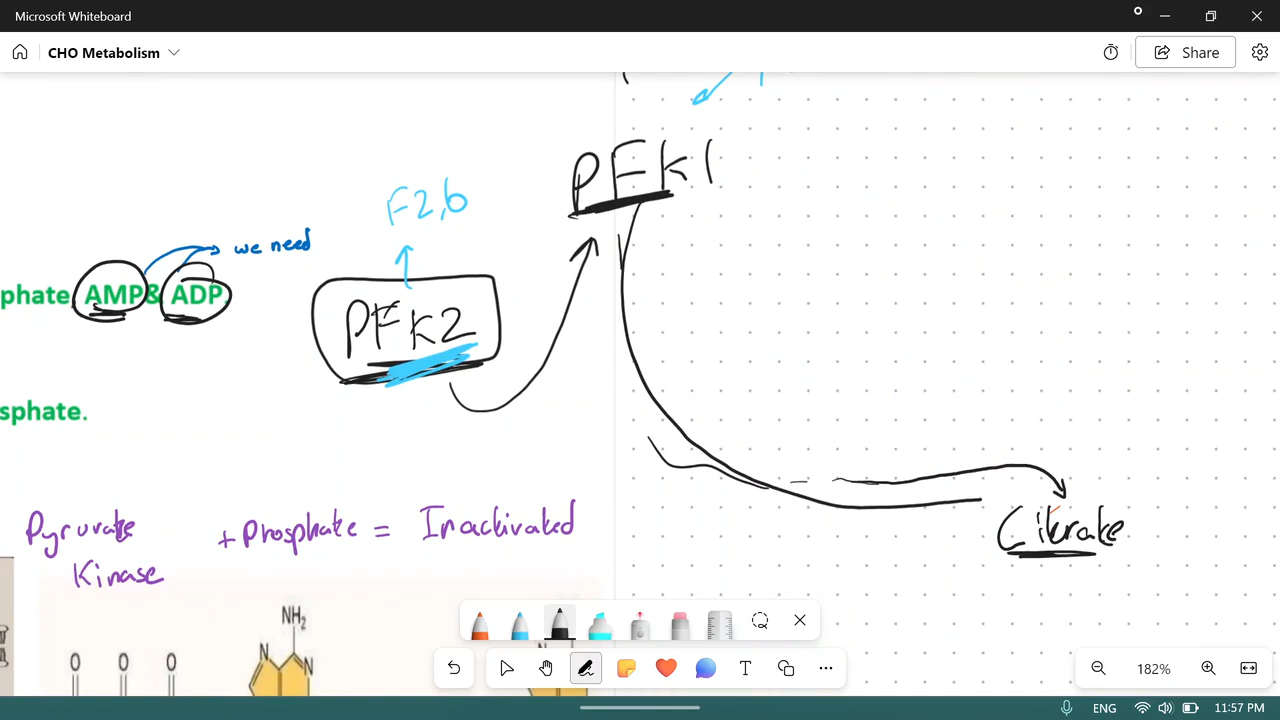 Microsoft Whiteboard
CHO Metabolism
Share
PFK1
F2,b
we need
phate, AMP& ADP.
PFK2
sphate.
Pyruvate
Kinase
+ Phosphate = Inactivated
Citrate
NH2
N
N
O O O
182%
ENG
11:57 PM